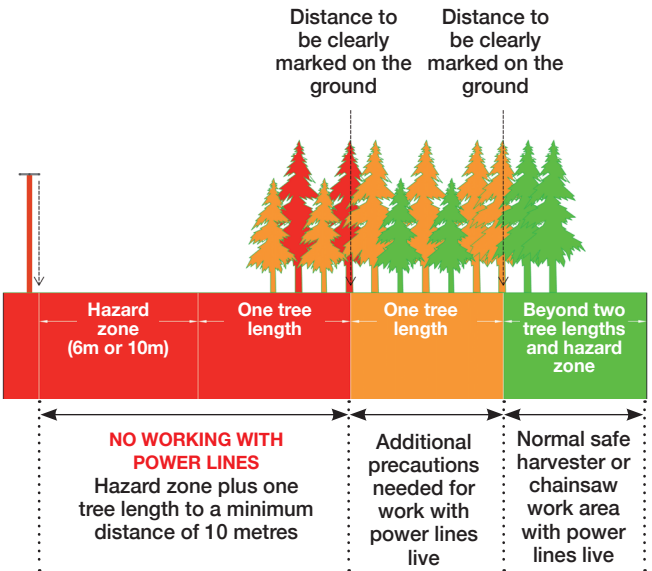 Distance to
be clearly
marked on the
ground
Distance to
be clearly
marked on the
ground
Hazard
zone
(6m or 10m)
One tree
length
One tree
length
Beyond two
tree lengths
and hazard
zone
NO WORKING WITH
POWER LINES
Hazard zone plus one
tree length to a minimum
distance of 10 metres
Additional
precautions
needed for
work with
power lines
live
Normal safe
harvester or
chainsaw
work area
with power
lines live